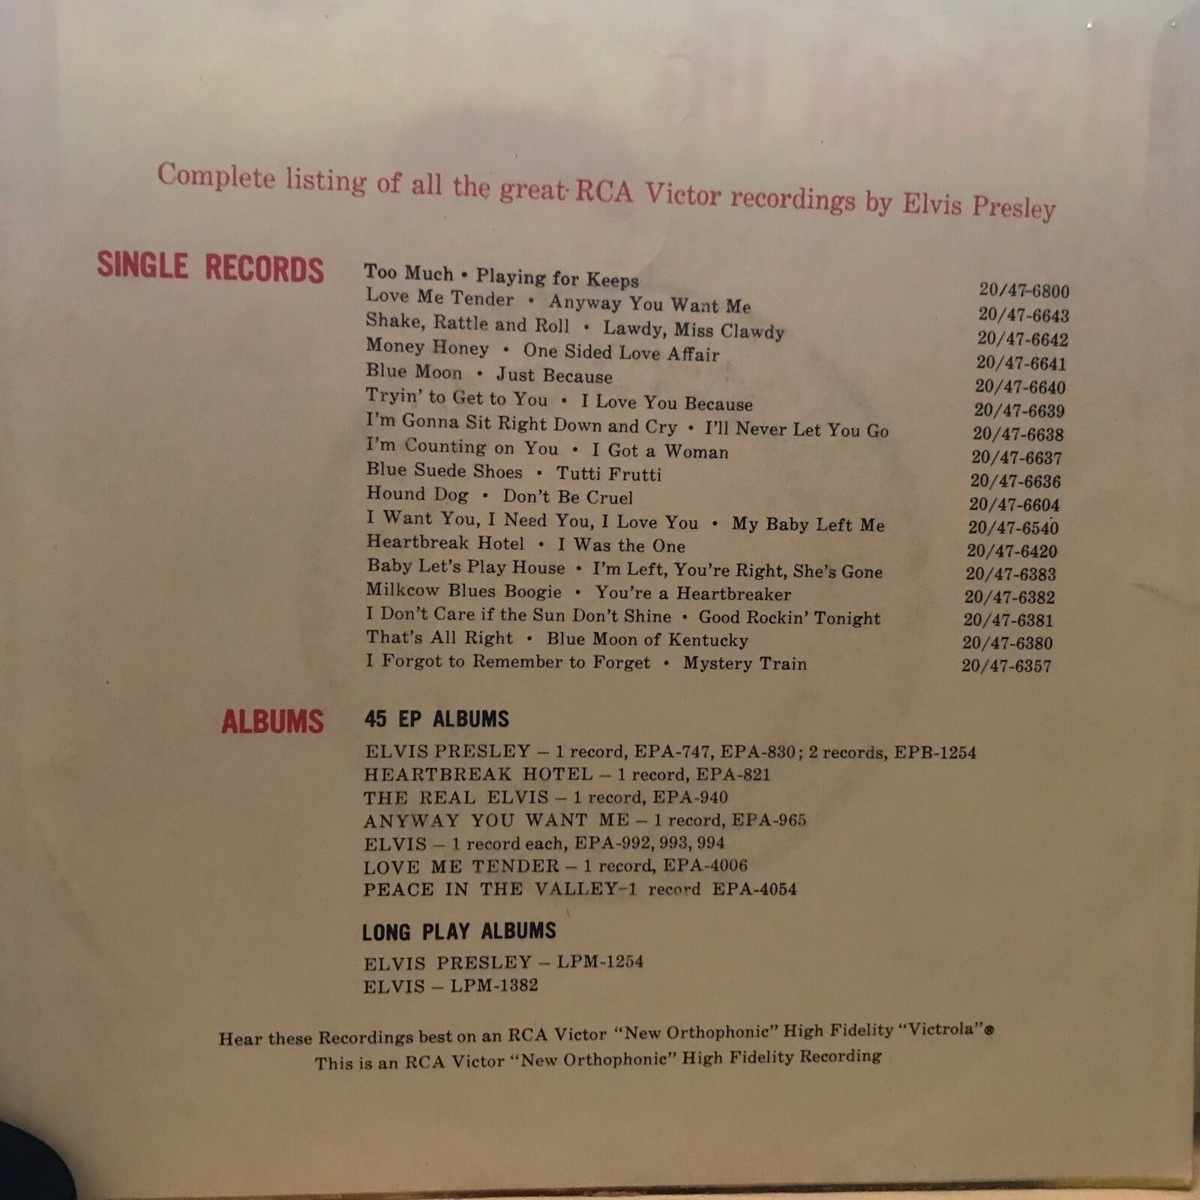 Complete listing of all the great RCA Victor recordings by Elvis Presley
SINGLE RECORDS
Too Much • Playing for Keeps 20/47-6800
Love Me Tender • Anyway You Want Me 20/47-6643
Shake, Rattle and Roll • Lawdy, Miss Clawdy 20/47-6642
Money Honey • One Sided Love Affair 20/47-6641
Blue Moon • Just Because 20/47-6640
Tryin' to Get to You • I Love You Because 20/47-6639
I'm Gonna Sit Right Down and Cry • I'll Never Let You Go 20/47-6638
I'm Counting on You • I Got a Woman 20/47-6637
Blue Suede Shoes • Tutti Frutti 20/47-6636
Hound Dog • Don't Be Cruel 20/47-6604
I Want You, I Need You, I Love You • My Baby Left Me 20/47-6540
Heartbreak Hotel • I Was the One 20/47-6420
Baby Let's Play House • I'm Left, You're Right, She's Gone 20/47-6383
Milkcow Blues Boogie • You're a Heartbreaker 20/47-6382
I Don't Care if the Sun Don't Shine • Good Rockin' Tonight 20/47-6381
That's All Right • Blue Moon of Kentucky 20/47-6380
I Forgot to Remember to Forget • Mystery Train 20/47-6357
ALBUMS
45 EP ALBUMS
ELVIS PRESLEY – 1 record, EPA-747, EPA-830; 2 records, EPB-1254
HEARTBREAK HOTEL – 1 record, EPA-821
THE REAL ELVIS – 1 record, EPA-940
ANYWAY YOU WANT ME – 1 record, EPA-965
ELVIS – 1 record each, EPA-992, 993, 994
LOVE ME TENDER – 1 record, EPA-4006
PEACE IN THE VALLEY–1 record EPA-4054
LONG PLAY ALBUMS
ELVIS PRESLEY – LPM-1254
ELVIS – LPM-1382
Hear these Recordings best on an RCA Victor "New Orthophonic" High Fidelity "Victrola"®
This is an RCA Victor "New Orthophonic" High Fidelity Recording